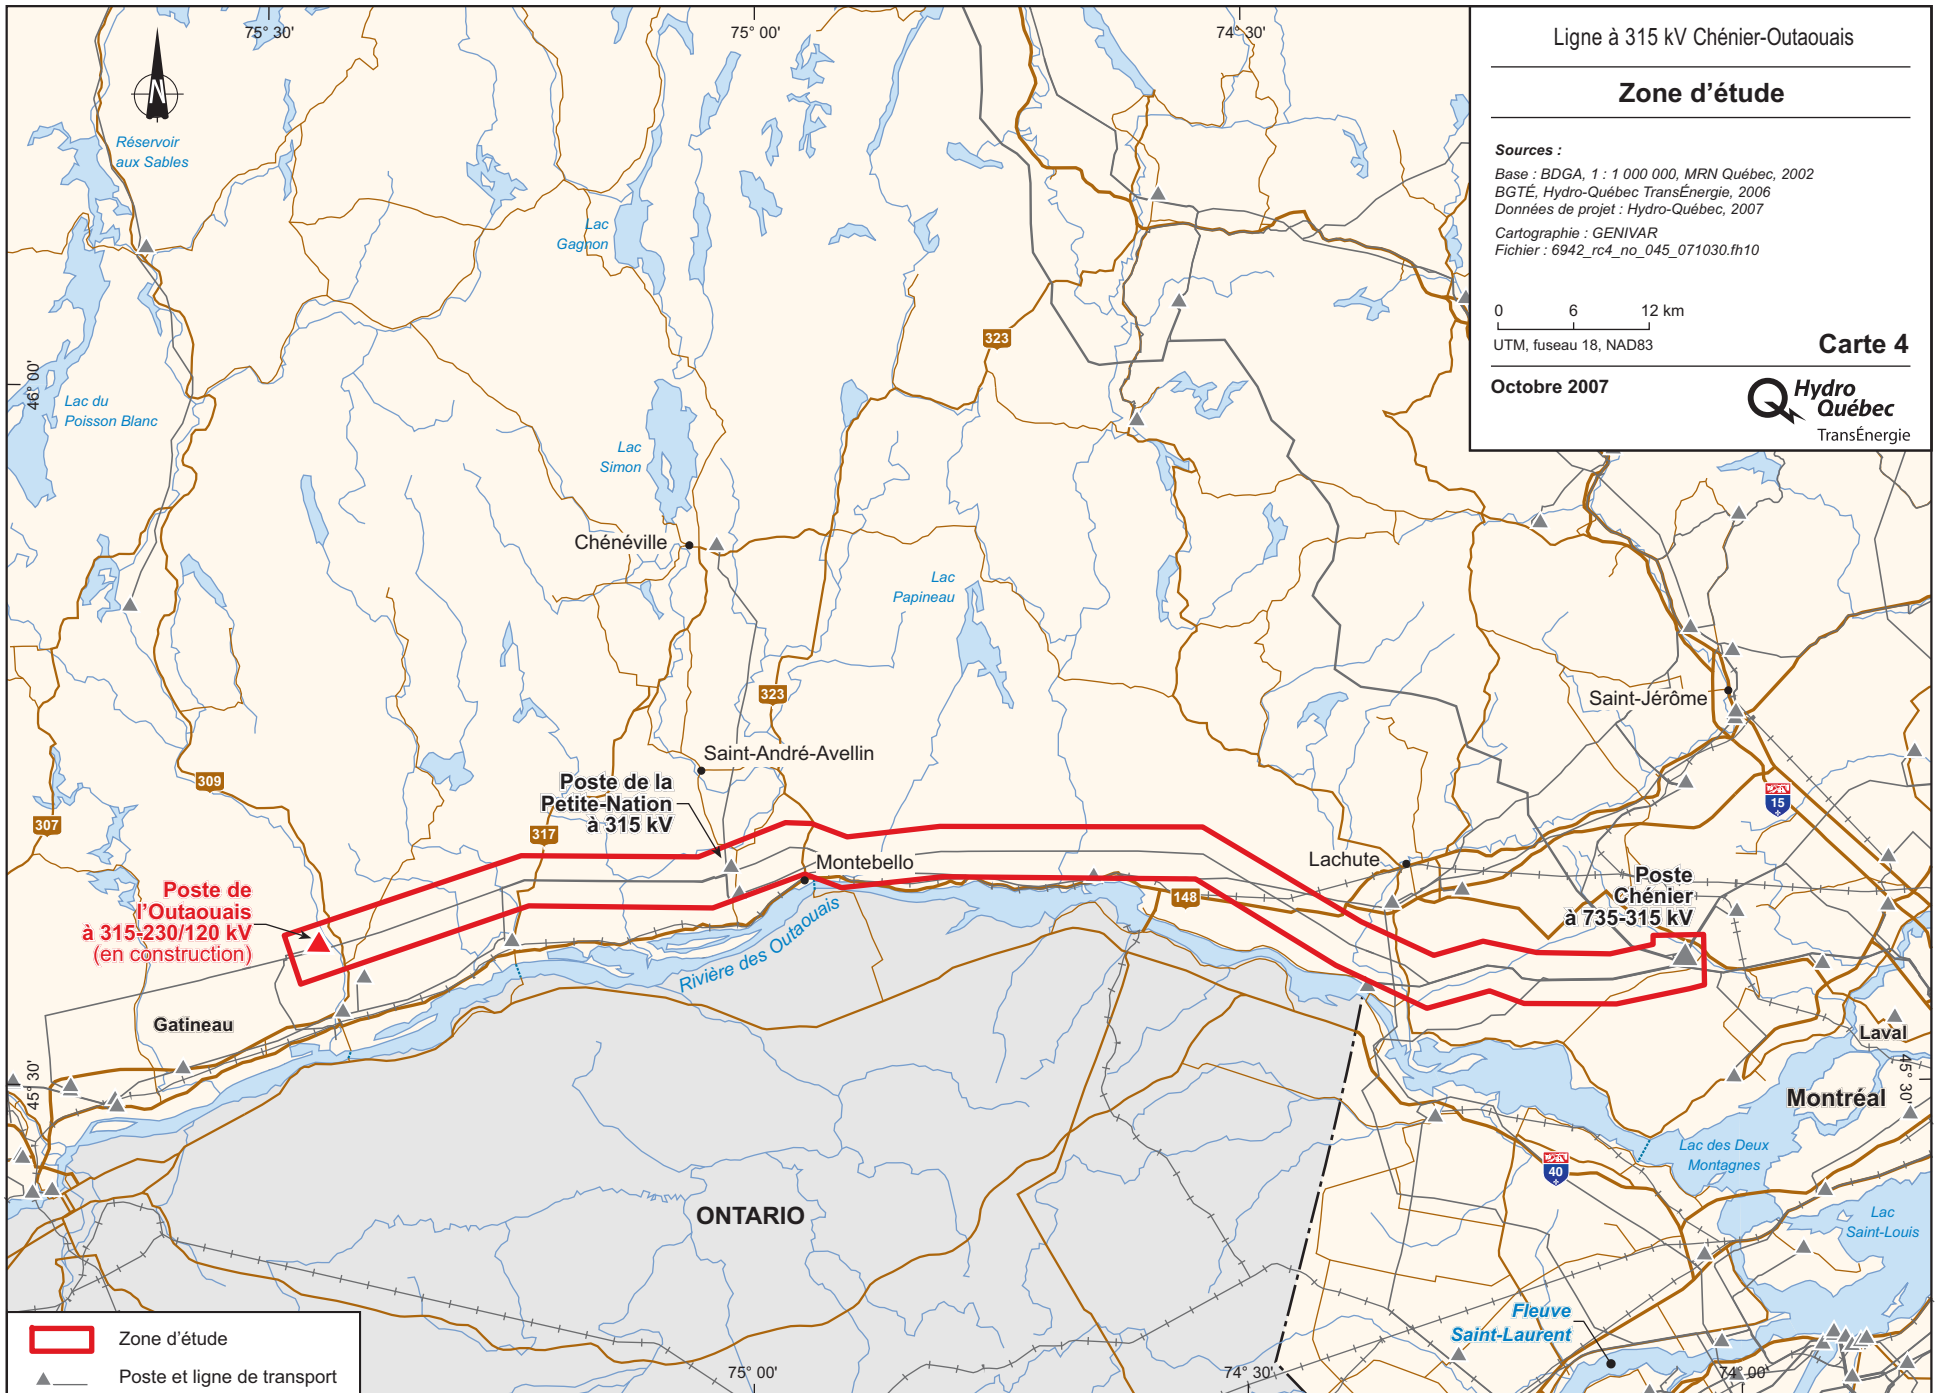 75° 30'
75° 00'
74° 30'
Ligne à 315 kV Chénier-Outaouais
Zone d'étude
Sources :
Base : BDGA, 1 : 1 000 000, MRN Québec, 2002
BGTÉ, Hydro-Québec TransÉnergie, 2006
Données de projet : Hydro-Québec, 2007
Cartographie : GENIVAR
Fichier : 6942_rc4_no_045_071030.fh10
0 6 12 km
UTM, fuseau 18, NAD83
Carte 4
Octobre 2007
Hydro
Québec
TransÉnergie
N
Réservoir
aux Sables
Lac
Gagnon
323
46° 00'
Lac du
Poisson Blanc
Lac
Simon
Chénéville
Lac
Papineau
323
Saint-Jérôme
Saint-André-Avellin
309
Poste de la
Petite-Nation
à 315 kV
15
307
317
Montebello
Lachute
Poste
Chénier
à 735-315 kV
148
Poste de
l'Outaouais
à 315-230/120 kV
(en construction)
Rivière des Outaouais
Gatineau
Laval
45° 30'
45° 30'
Montréal
Lac des Deux
Montagnes
40
ONTARIO
Lac
Saint-Louis
Fleuve
Saint-Laurent
Zone d'étude
Poste et ligne de transport
75° 00'
74° 30'
74° 00'